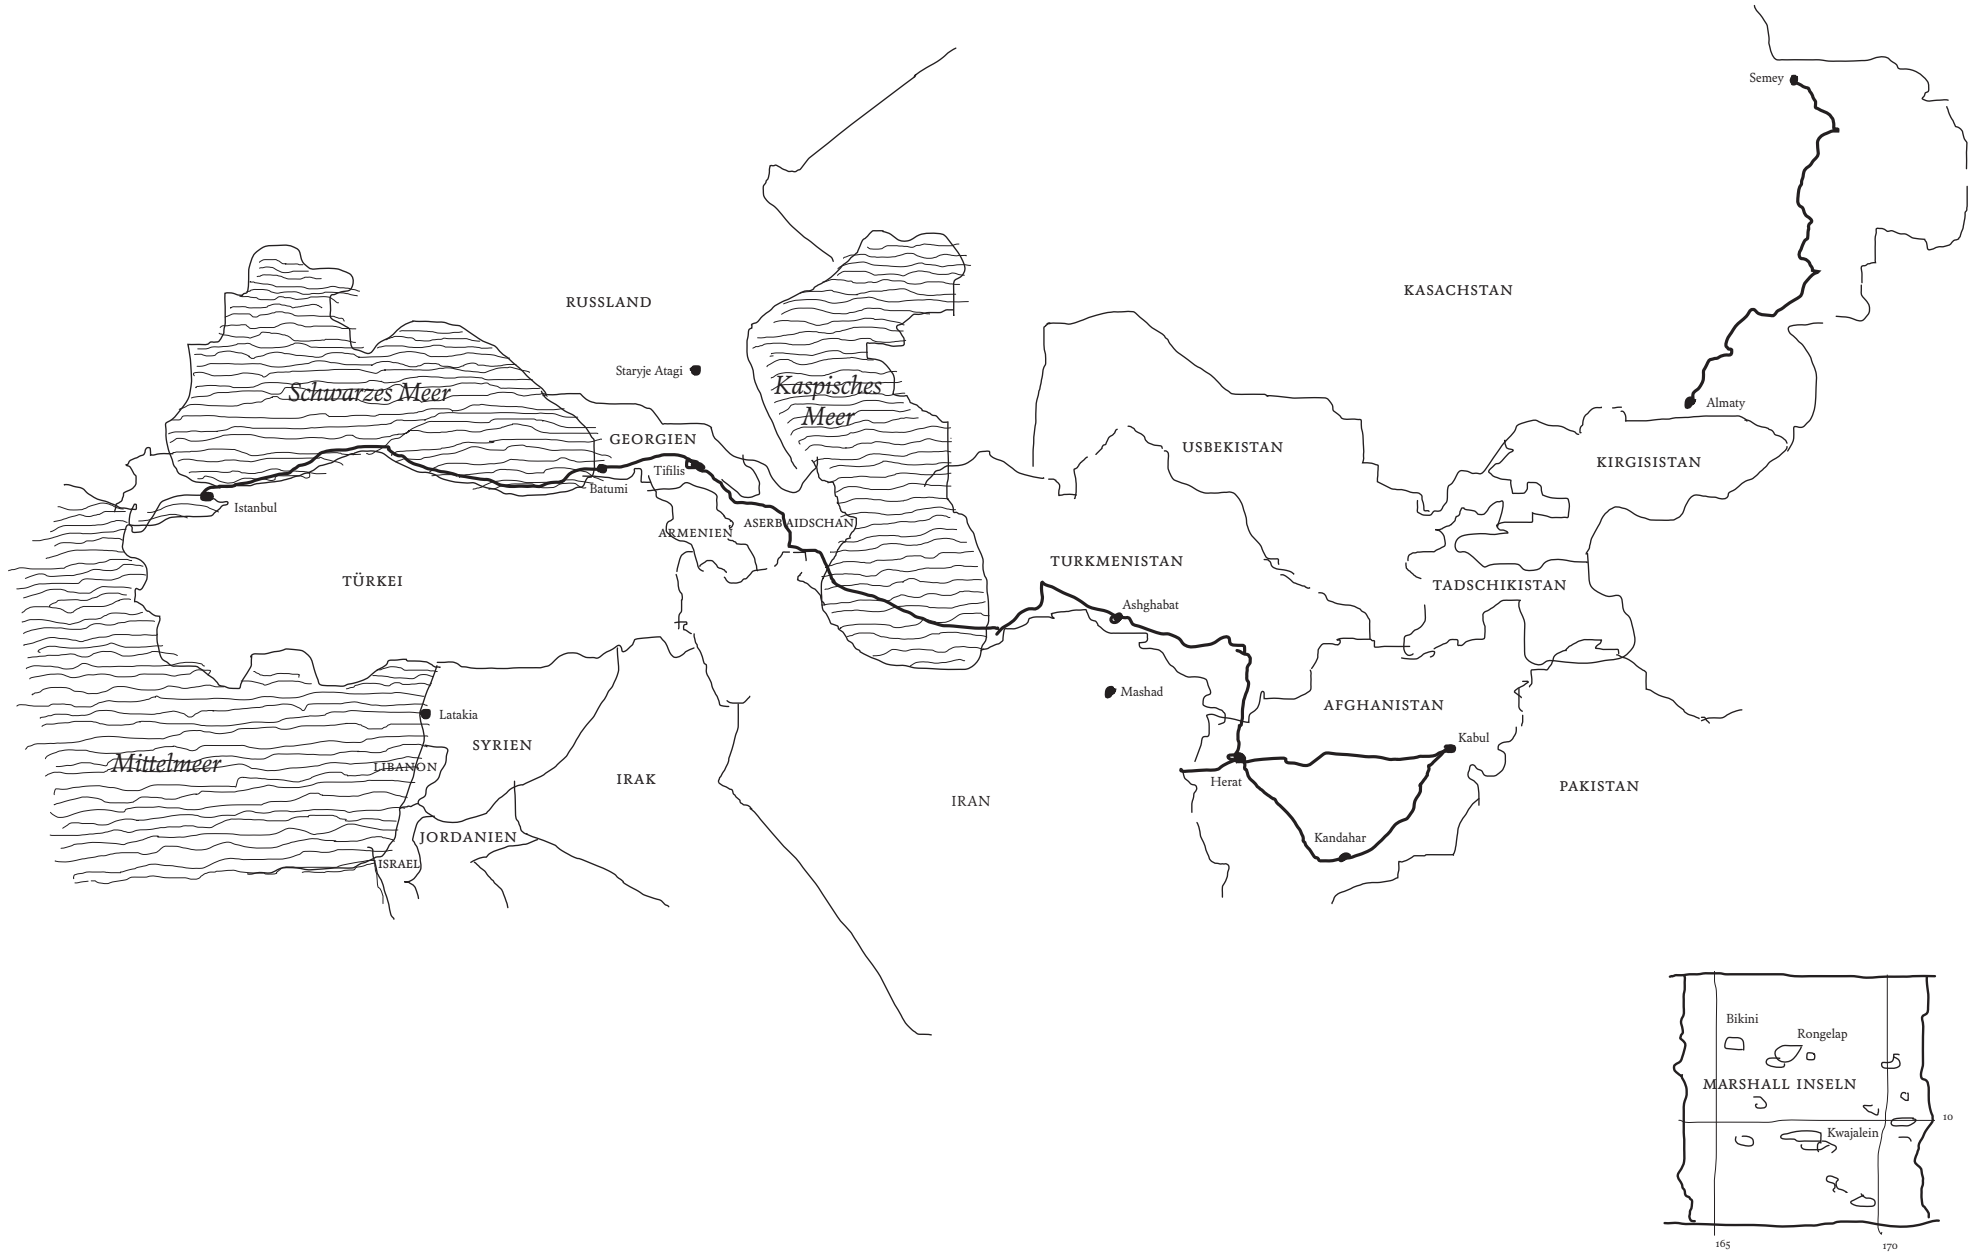 Semey
RUSSLAND
KASACHSTAN
Staryje Atagi
Schwarzes Meer
Kaspisches
Meer
Almaty
GEORGIEN
USBEKISTAN
KIRGISISTAN
Tifilis
Batumi
Istanbul
ARMENIEN
ASERBAIDSCHAN
TURKMENISTAN
TÜRKEI
TADSCHIKISTAN
Ashghabat
Mashad
Latakia
AFGHANISTAN
SYRIEN
Kabul
Mittelmeer
LIBANON
IRAK
Herat
PAKISTAN
IRAN
JORDANIEN
Kandahar
ISRAEL
Bikini
Rongelap
MARSHALL INSELN
10
Kwajalein
165
170